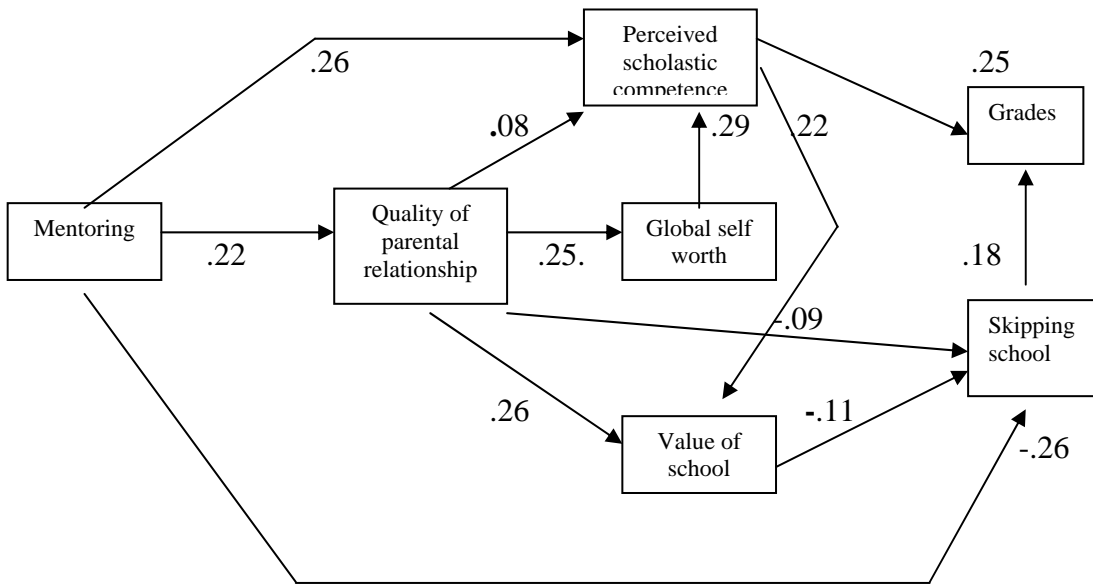 Perceived
scholastic
competence
.26
.25
Grades
.08
.29
.22
Mentoring
Quality of
parental
relationship
Global self
worth
.22
.25.
.18
-.09
Skipping
school
.26
-.11
Value of
school
-.26